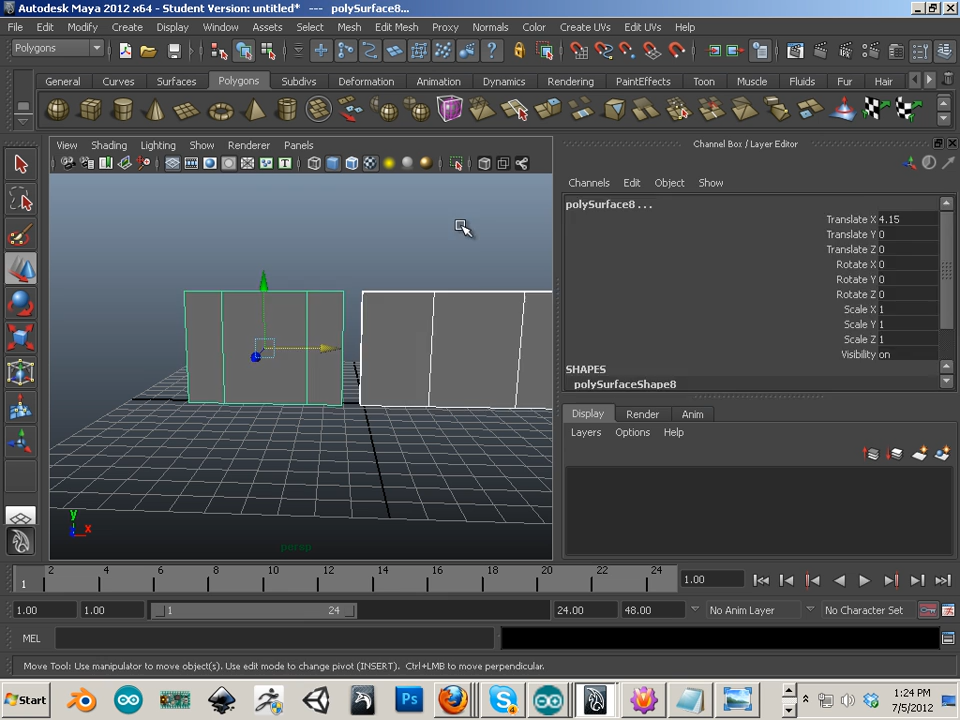 Autodesk Maya 2012 x64 - Student Version: untitled*   ---   polySurface8...
File Edit Modify Create Display Window Assets Select Mesh Edit Mesh Proxy Normals Color Create UVs Edit UVs Help
Polygons
General Curves Surfaces Polygons Subdivs Deformation Animation Dynamics Rendering PaintEffects Toon Muscle Fluids Fur Hair
View Shading Lighting Show Renderer Panels
Channel Box / Layer Editor
Channels Edit Object Show
polySurface8...
Translate X 4.15
Translate Y 0
Translate Z 0
Rotate X 0
Rotate Y 0
Rotate Z 0
Scale X 1
Scale Y 1
Scale Z 1
Visibility on
SHAPES
polySurfaceShape8
Display Render Anim
Layers Options Help
y
x
persp
2 4 6 8 10 12 14 16 18 20 22 24
1
1.00
1.00 1.00 1 24 24.00 48.00 No Anim Layer No Character Set
MEL
Move Tool: Use manipulator to move object(s). Use edit mode to change pivot (INSERT). Ctrl+LMB to move perpendicular.
Start
1:24 PM
7/5/2012